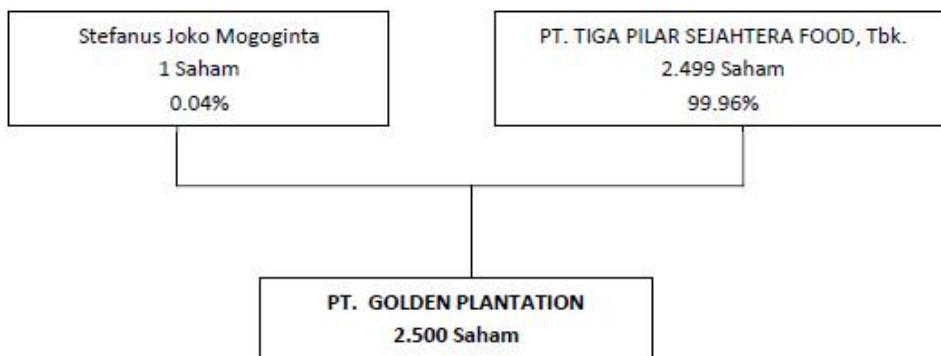 Stefanus Joko Mogoginta
1 Saham
0.04%
PT. TIGA PILAR SEJAHTERA FOOD, Tbk.
2.499 Saham
99.96%
PT. GOLDEN PLANTATION
2.500 Saham